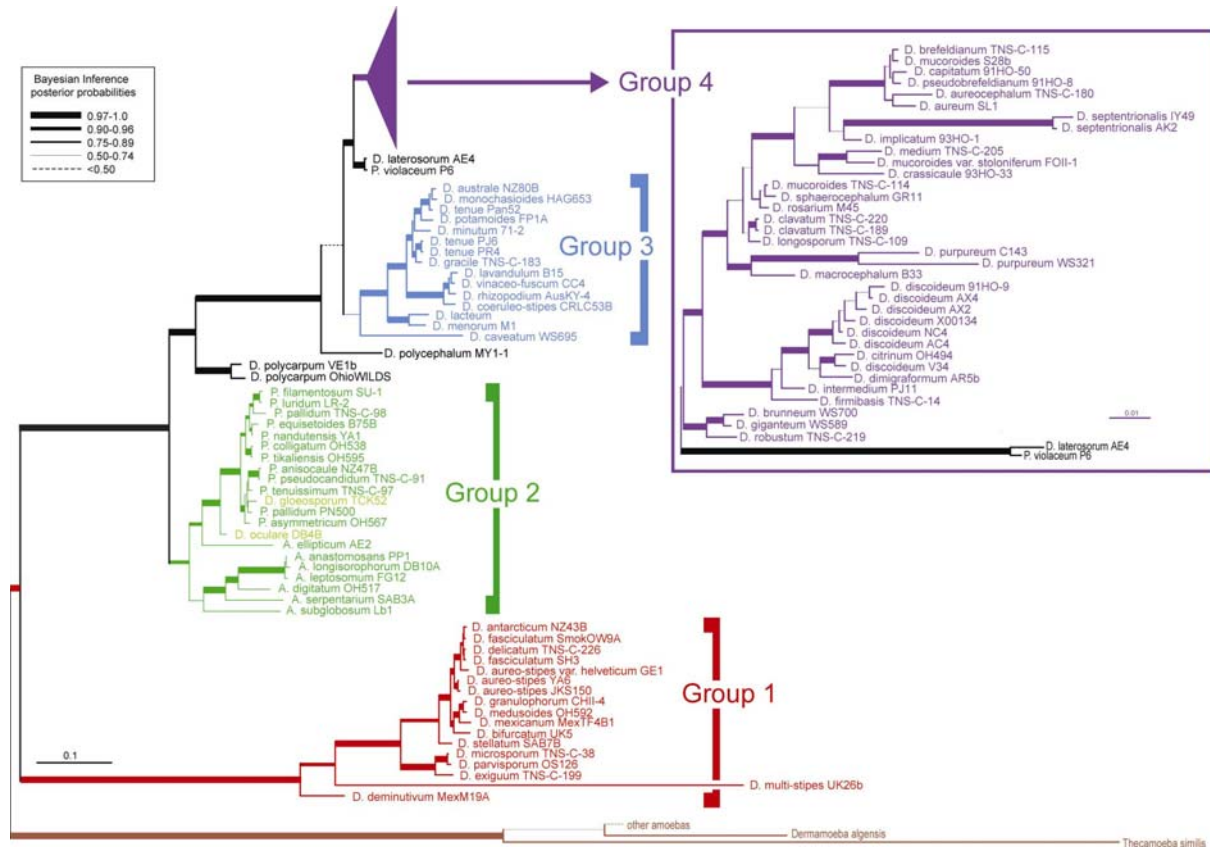 Bayesian Inference
posterior probabilities
0.97-1.0
0.90-0.96
0.75-0.89
0.50-0.74
<0.50
Group 4
D. laterosorum AE4
P. violaceum P6
D. australe NZ80B
D. monochasioides HAG653
D. tenue Pan52
D. potamoides FP1A
D. minutum 71-2
D. tenue PJ6
D. tenue PR4
D. gracile TNS-C-183
D. lavandulum B15
D. vinaceo-fuscum CC4
D. rhizopodium AusKY-4
D. coeruleo-stipes CRLC53B
D. lacteum
D. menorum M1
D. caveatum WS695
Group 3
D. polycephalum MY1-1
D. polycarpum VE1b
D. polycarpum OhioWILDS
P. filamentosum SU-1
P. luridum LR-2
P. pallidum TNS-C-98
P. equisetoides B75B
P. nandutensis YA1
P. colligatum OH538
P. tikaliensis OH595
P. anisocaule NZ47B
P. pseudocandidum TNS-C-91
P. tenuissimum TNS-C-97
D. gloeosporum TCK52
P. pallidum PN500
P. asymmetricum OH567
D. oculare DB4B
A. ellipticum AE2
A. anastomosans PP1
A. longisorophorum DB10A
A. leptosomum FG12
A. digitatum OH517
A. serpentarium SAB3A
A. subglobosum Lb1
Group 2
D. antarcticum NZ43B
D. fasciculatum SmokOW9A
D. delicatum TNS-C-226
D. fasciculatum SH3
D. aureo-stipes var. helveticum GE1
D. aureo-stipes YA6
D. aureo-stipes JKS150
D. granulophorum CHII-4
D. medusoides OH592
D. mexicanum MexTF4B1
D. bifurcatum UK5
D. stellatum SAB7B
D. microsporum TNS-C-38
D. parvisporum OS126
D. exiguum TNS-C-199
D. multi-stipes UK26b
D. deminutivum MexM19A
Group 1
0.1
other amoebas
Dermamoeba algensis
Thecamoeba similis
D. brefeldianum TNS-C-115
D. mucoroides S28b
D. capitatum 91HO-50
D. pseudobrefeldianum 91HO-8
D. aureocephalum TNS-C-180
D. aureum SL1
D. septentrionalis IY49
D. septentrionalis AK2
D. implicatum 93HO-1
D. medium TNS-C-205
D. mucoroides var. stoloniferum FOII-1
D. crassicaule 93HO-33
D. mucoroides TNS-C-114
D. sphaerocephalum GR11
D. rosarium M45
D. clavatum TNS-C-220
D. clavatum TNS-C-189
D. longosporum TNS-C-109
D. purpureum C143
D. purpureum WS321
D. macrocephalum B33
D. discoideum 91HO-9
D. discoideum AX4
D. discoideum AX2
D. discoideum X00134
D. discoideum NC4
D. discoideum AC4
D. citrinum OH494
D. discoideum V34
D. dimigraformum AR5b
D. intermedium PJ11
D. firmibasis TNS-C-14
D. brunneum WS700
D. giganteum WS589
D. robustum TNS-C-219
0.01
D. laterosorum AE4
P. violaceum P6